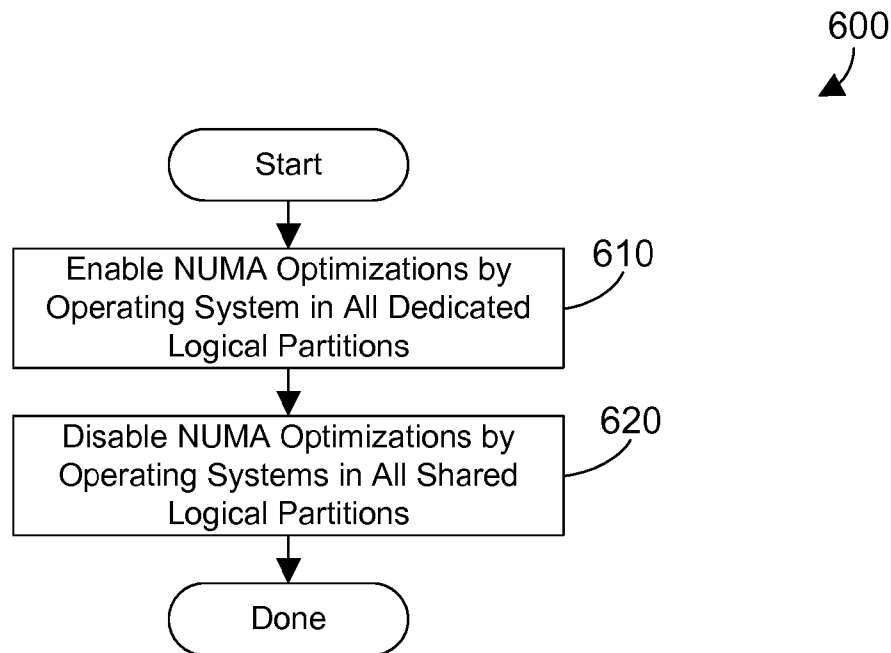 600
Start
Enable NUMA Optimizations by
Operating System in All Dedicated
Logical Partitions
610
Disable NUMA Optimizations by
Operating Systems in All Shared
Logical Partitions
620
Done